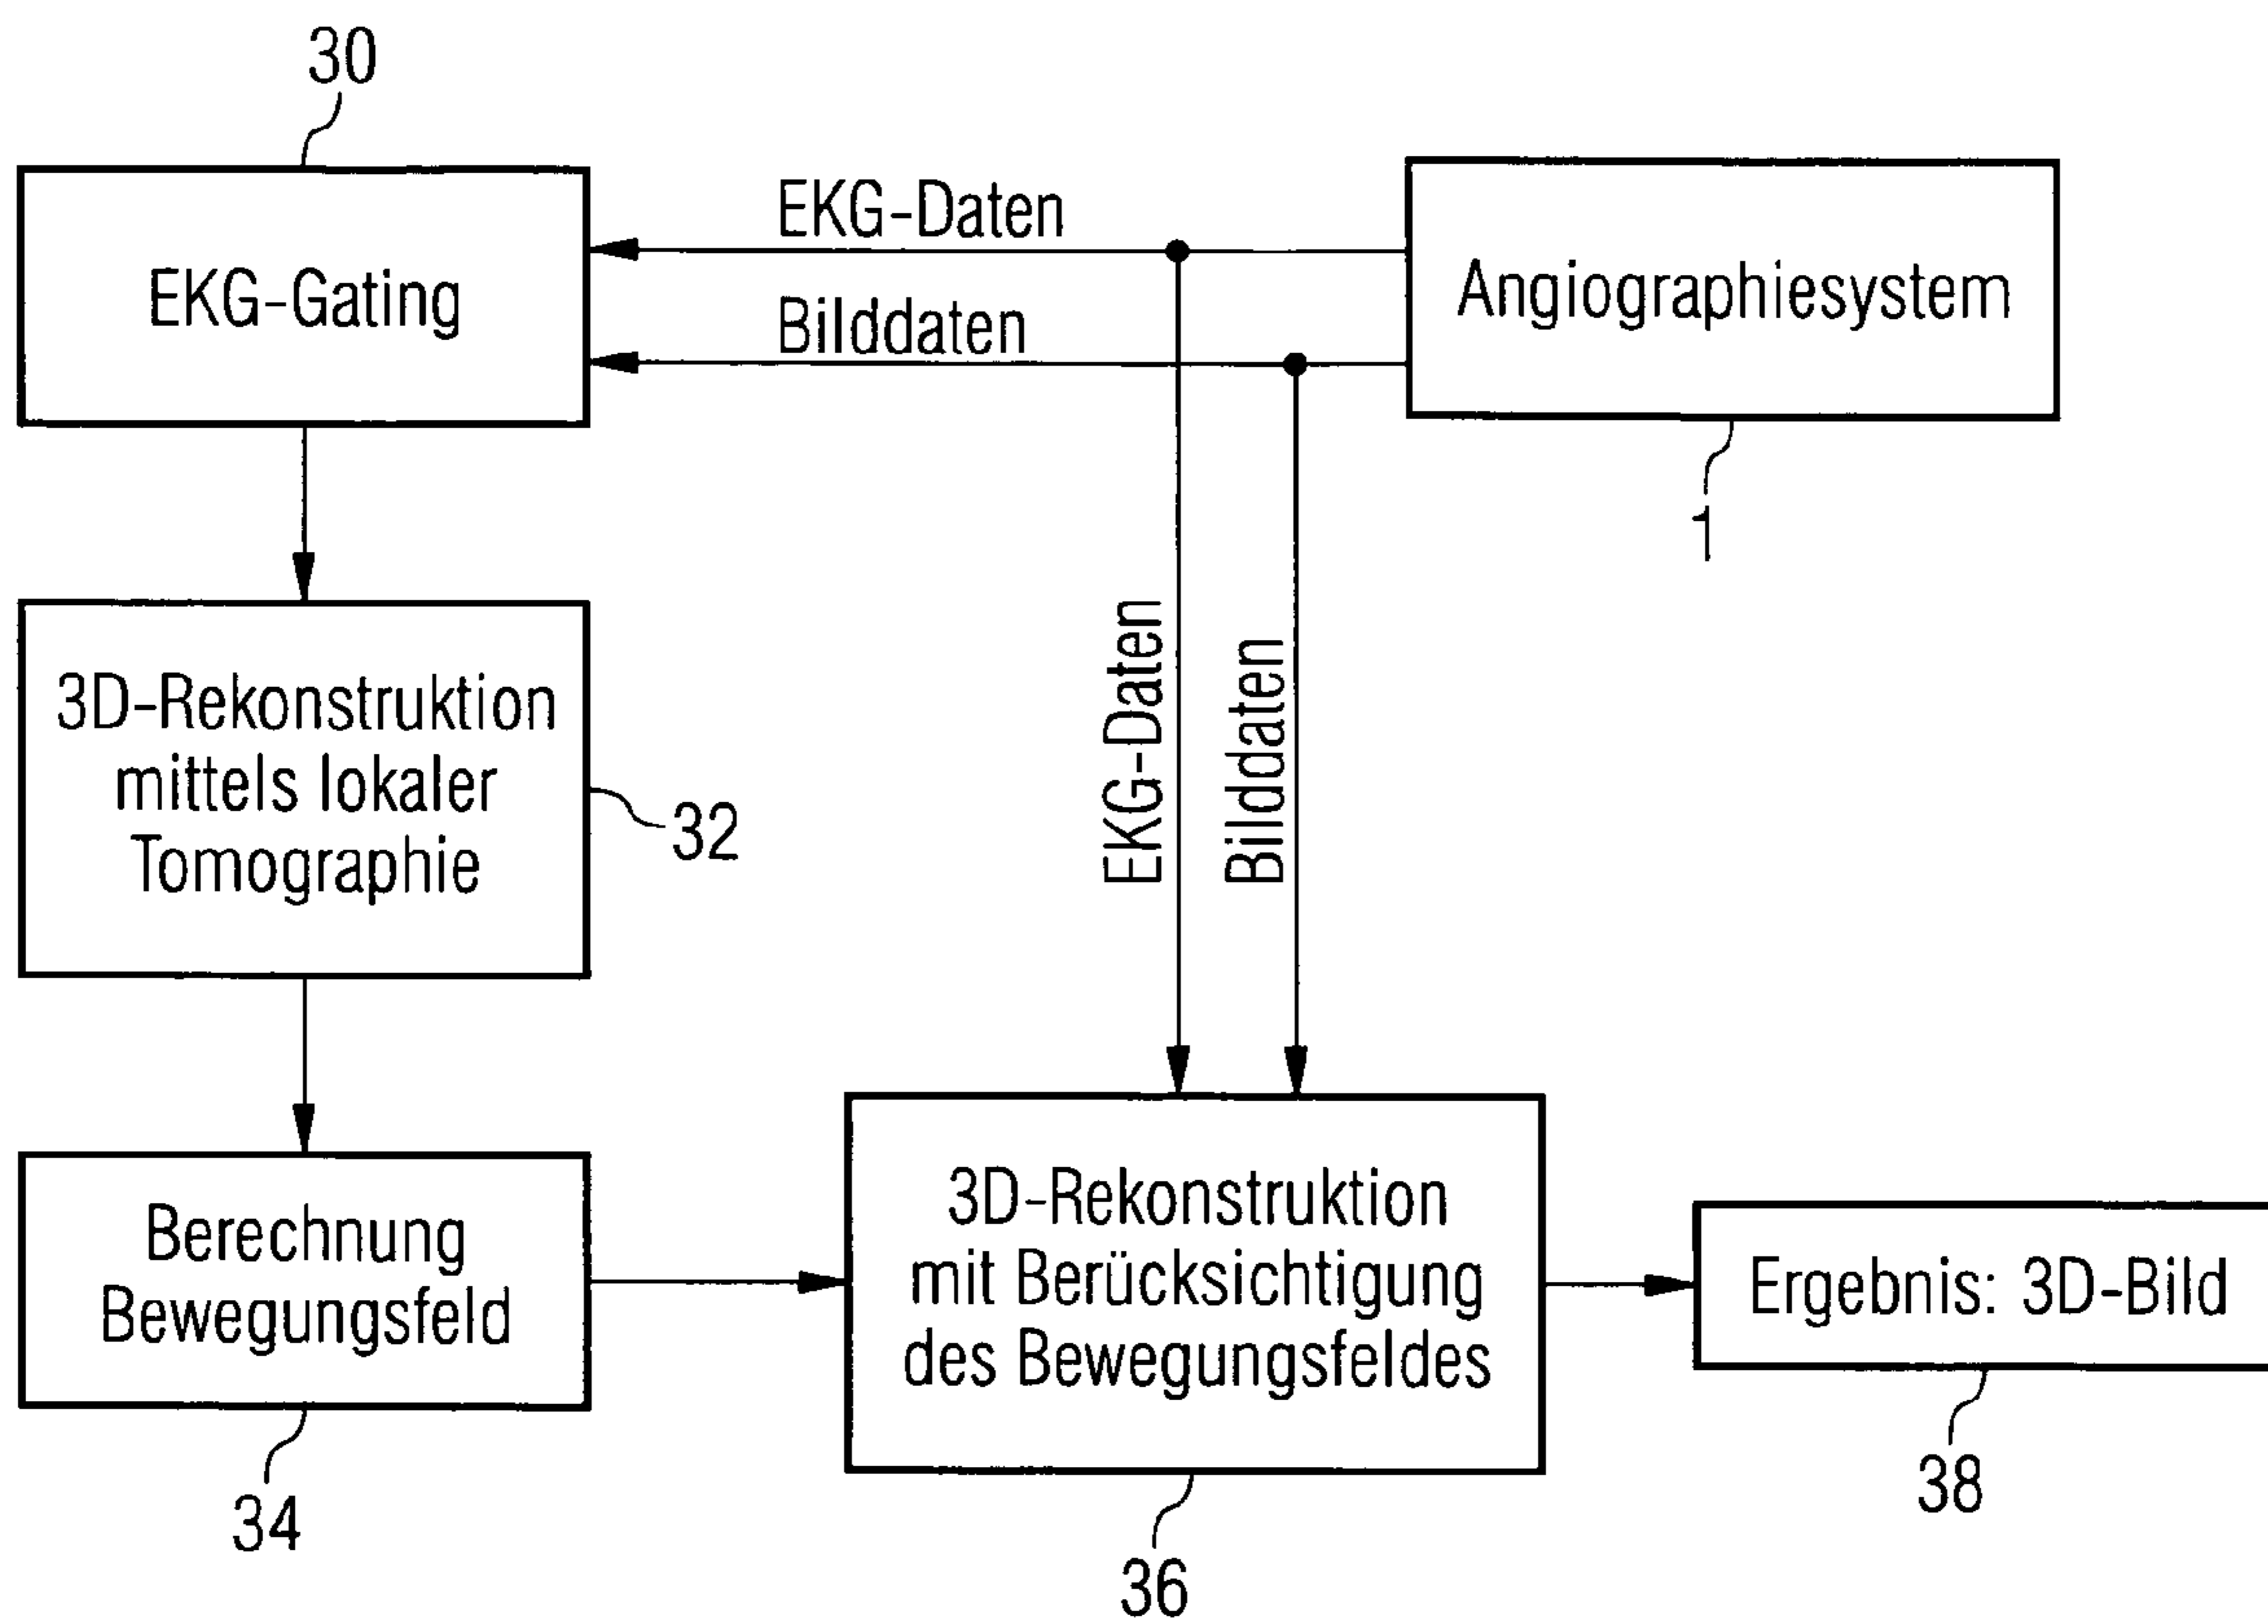 30
EKG-Gating
EKG-Daten
Bilddaten
Angiographiesystem
1
3D-Rekonstruktion
mittels lokaler
Tomographie
32
EKG-Daten
Bilddaten
Berechnung
Bewegungsfeld
34
3D-Rekonstruktion
mit Berücksichtigung
des Bewegungsfeldes
36
Ergebnis: 3D-Bild
38